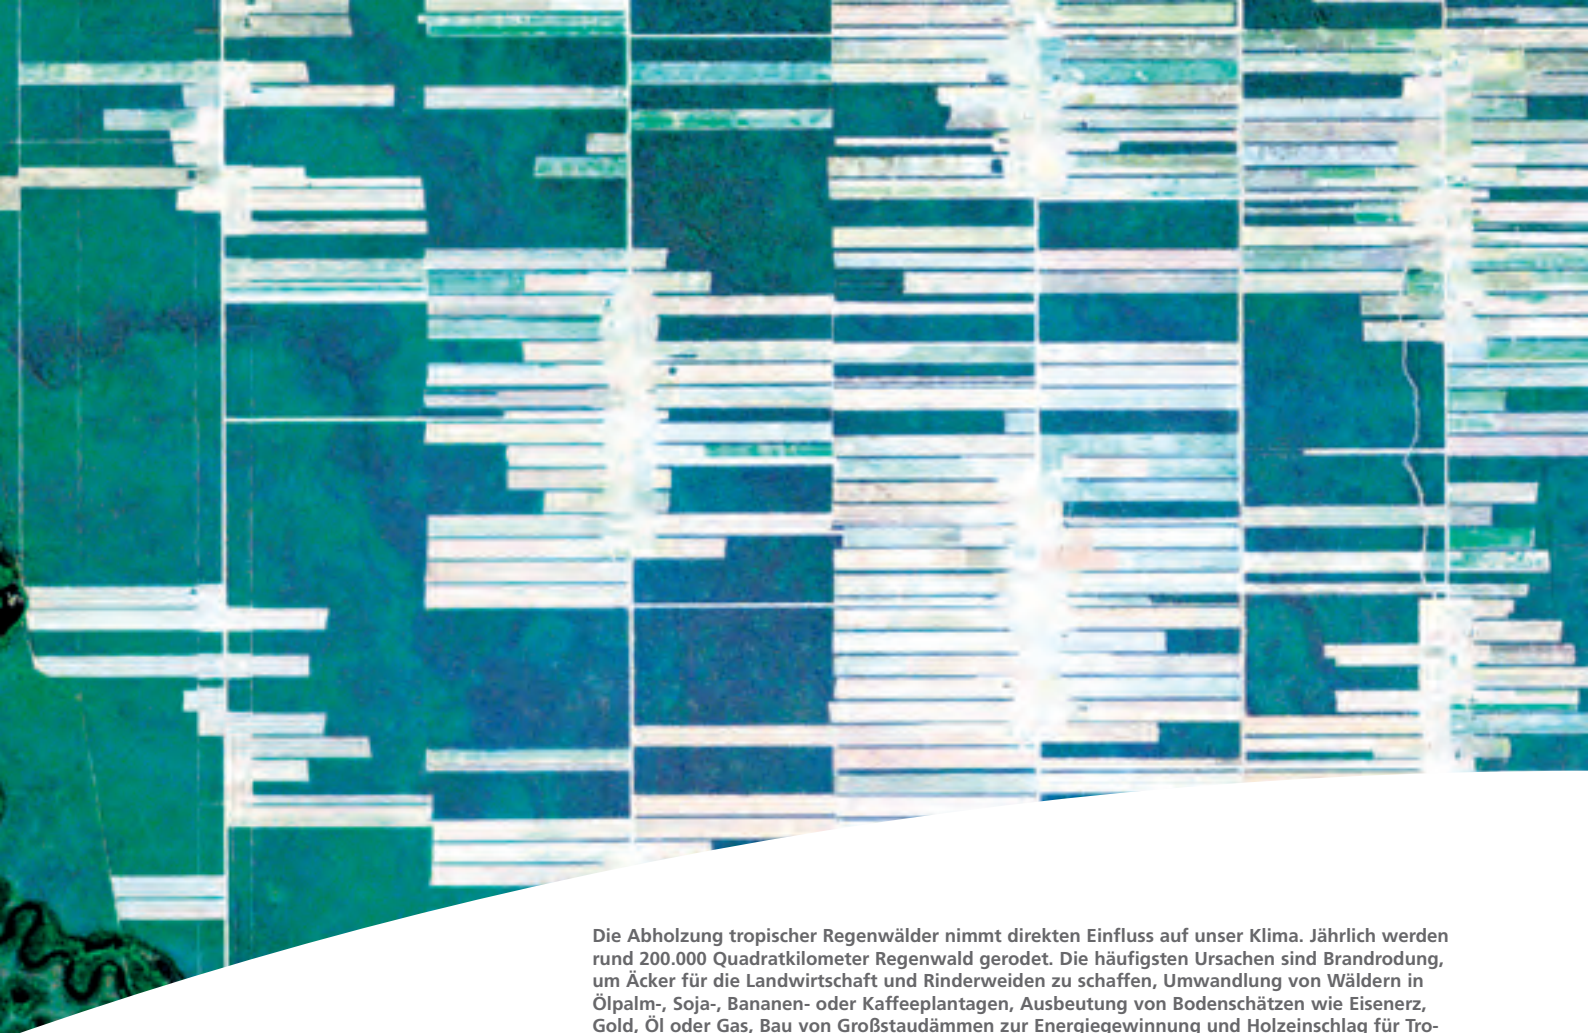 Die Abholzung tropischer Regenwälder nimmt direkten Einfluss auf unser Klima. Jährlich werden
rund 200.000 Quadratkilometer Regenwald gerodet. Die häufigsten Ursachen sind Brandrodung,
um Äcker für die Landwirtschaft und Rinderweiden zu schaffen, Umwandlung von Wäldern in
Ölpalm-, Soja-, Bananen- oder Kaffeeplantagen, Ausbeutung von Bodenschätzen wie Eisenerz,
Gold, Öl oder Gas, Bau von Großstaudämmen zur Energiegewinnung und Holzeinschlag für Tro-